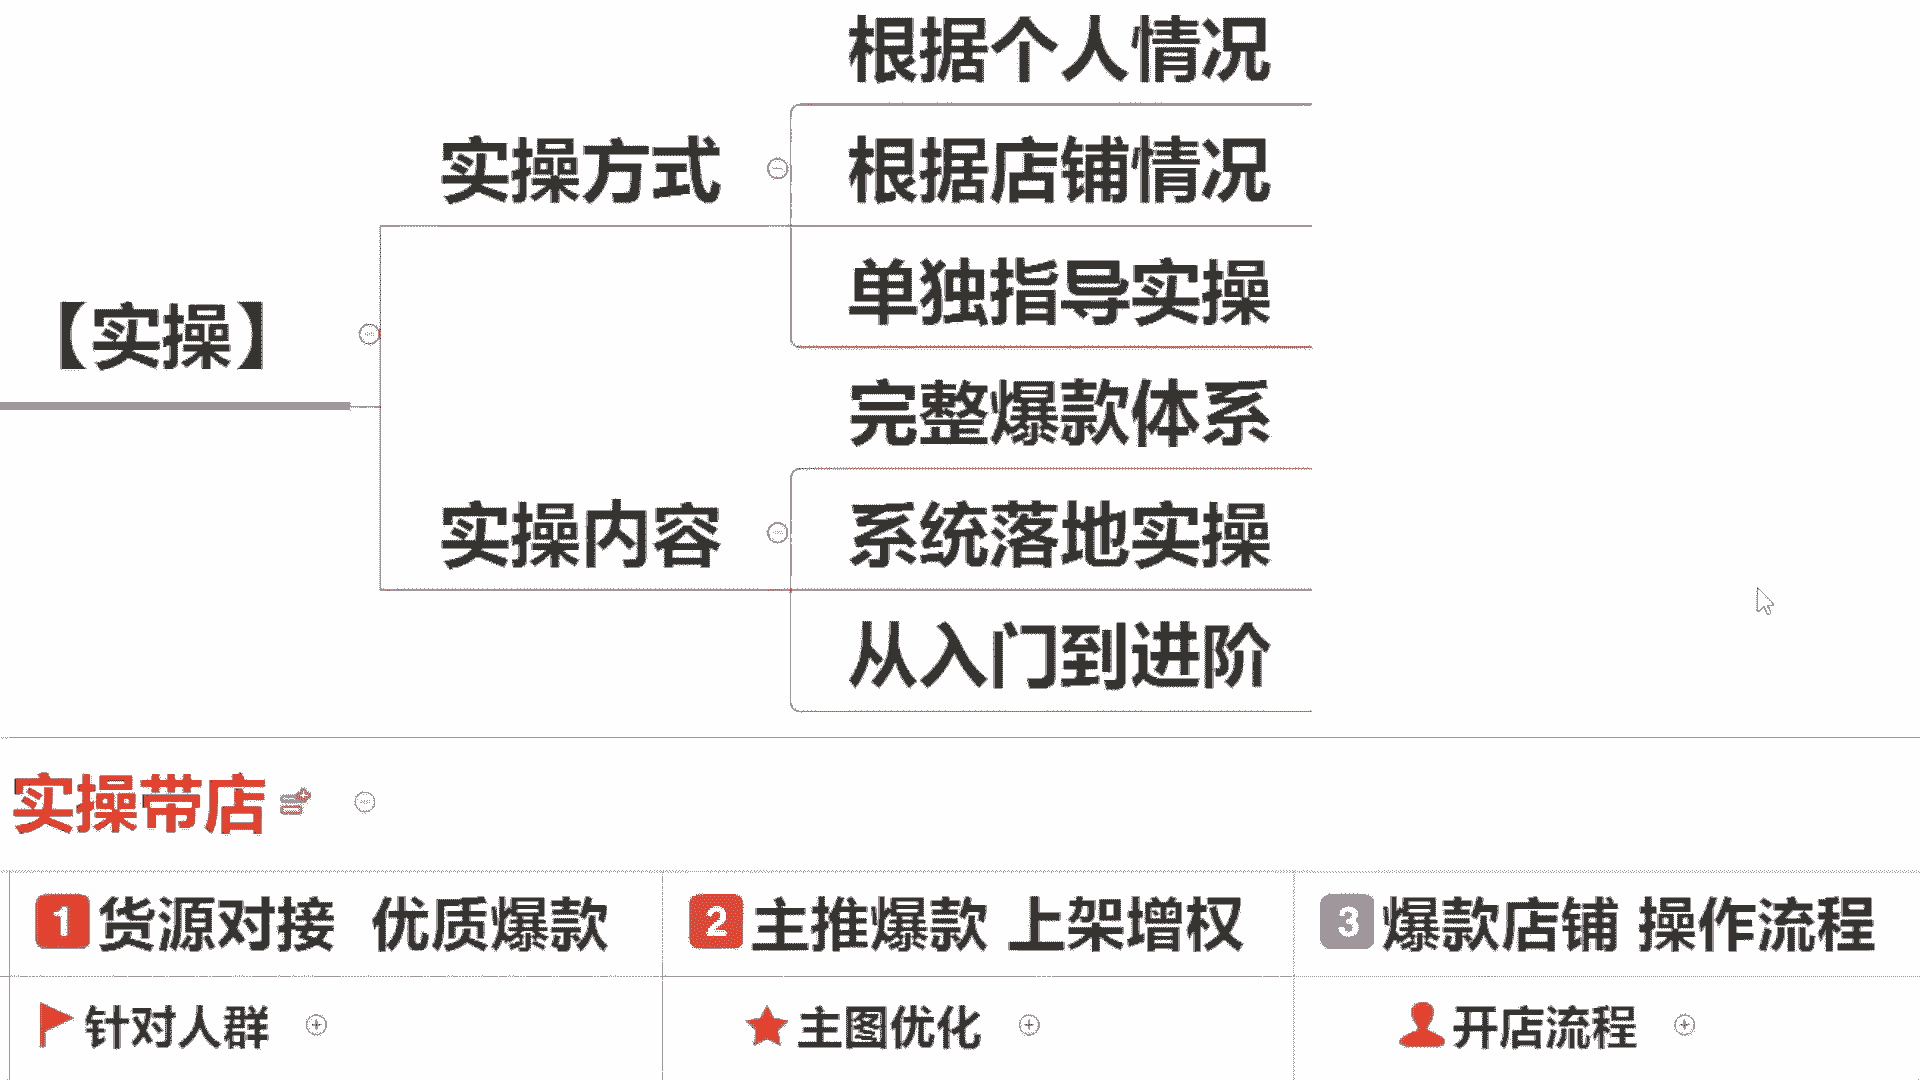 【实操】
实操方式
根据个人情况
根据店铺情况
单独指导实操
实操内容
完整爆款体系
系统落地实操
从入门到进阶
实操带店
1 货源对接 优质爆款
2 主推爆款 上架增权
3 爆款店铺 操作流程
针对人群
主图优化
开店流程